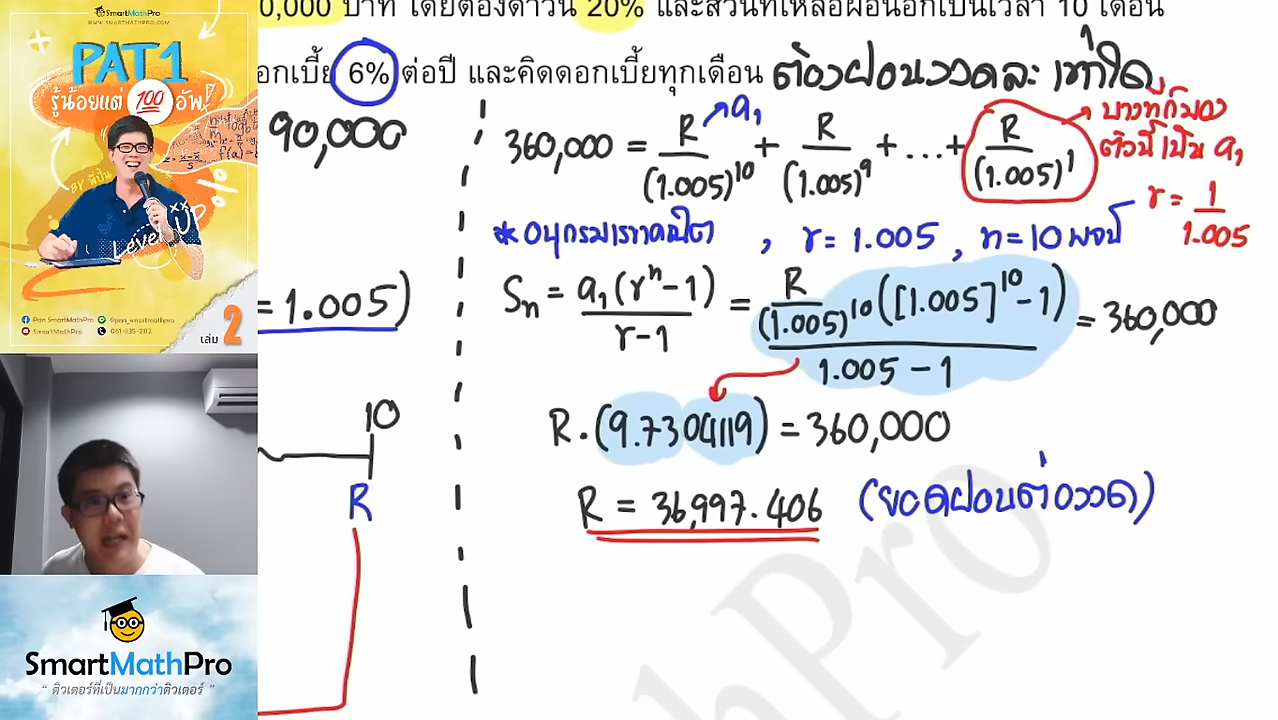 0,000 บาท โดยต้องดาวน์ 20% และส่วนที่เหลือผ่อนอีกเป็นเวลา 10 เดือน
อกเบี้ย 6% ต่อปี และคิดดอกเบี้ยทุกเดือน ต้องผ่อนงวดละ เท่าใด
90,000
360,000 = R/(1.005)^10 + R/(1.005)^9 + ... + R/(1.005)^1
a₁
บางทีก็มอง
ตัวนี้เป็น a₁
r = 1/1.005
*อนุกรมเรขาคณิต , r = 1.005 , n = 10 พจน์
= 1.005)
Sn = a₁(r^n - 1)/(r - 1) = R/(1.005)^10 ([1.005]^10 - 1)/(1.005 - 1) = 360,000
R · (9.7304119) = 360,000
10
R
R = 36,997.406 (ยอดผ่อนต่องวด)
SmartMathPro
WWW.SMARTMATHPRO.COM
PAT 1
รู้น้อยแต่ 100 อัพ!
BY พี่ปั้น
Level UP
Pan SmartMathPro
@pan_smartmathpro
SmartMathPro
เล่ม 2
SmartMathPro
“ ติวเตอร์ที่เป็นมากกว่าติวเตอร์ ”
hPro